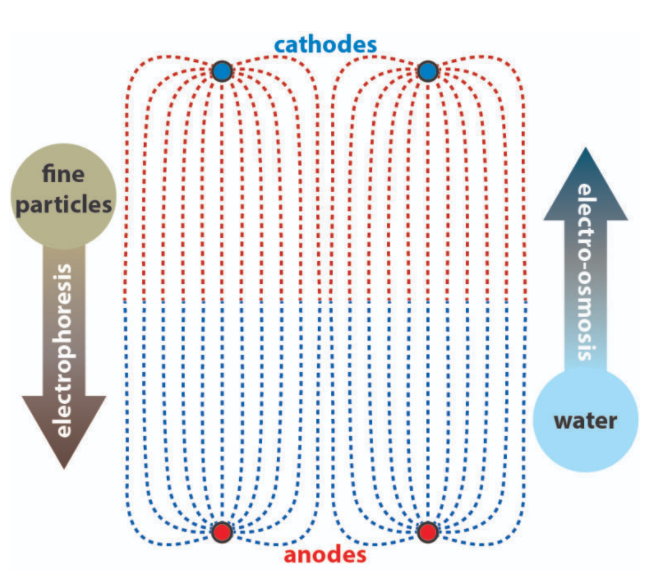 cathodes
fine
particles
electrophoresis
electro-osmosis
water
anodes